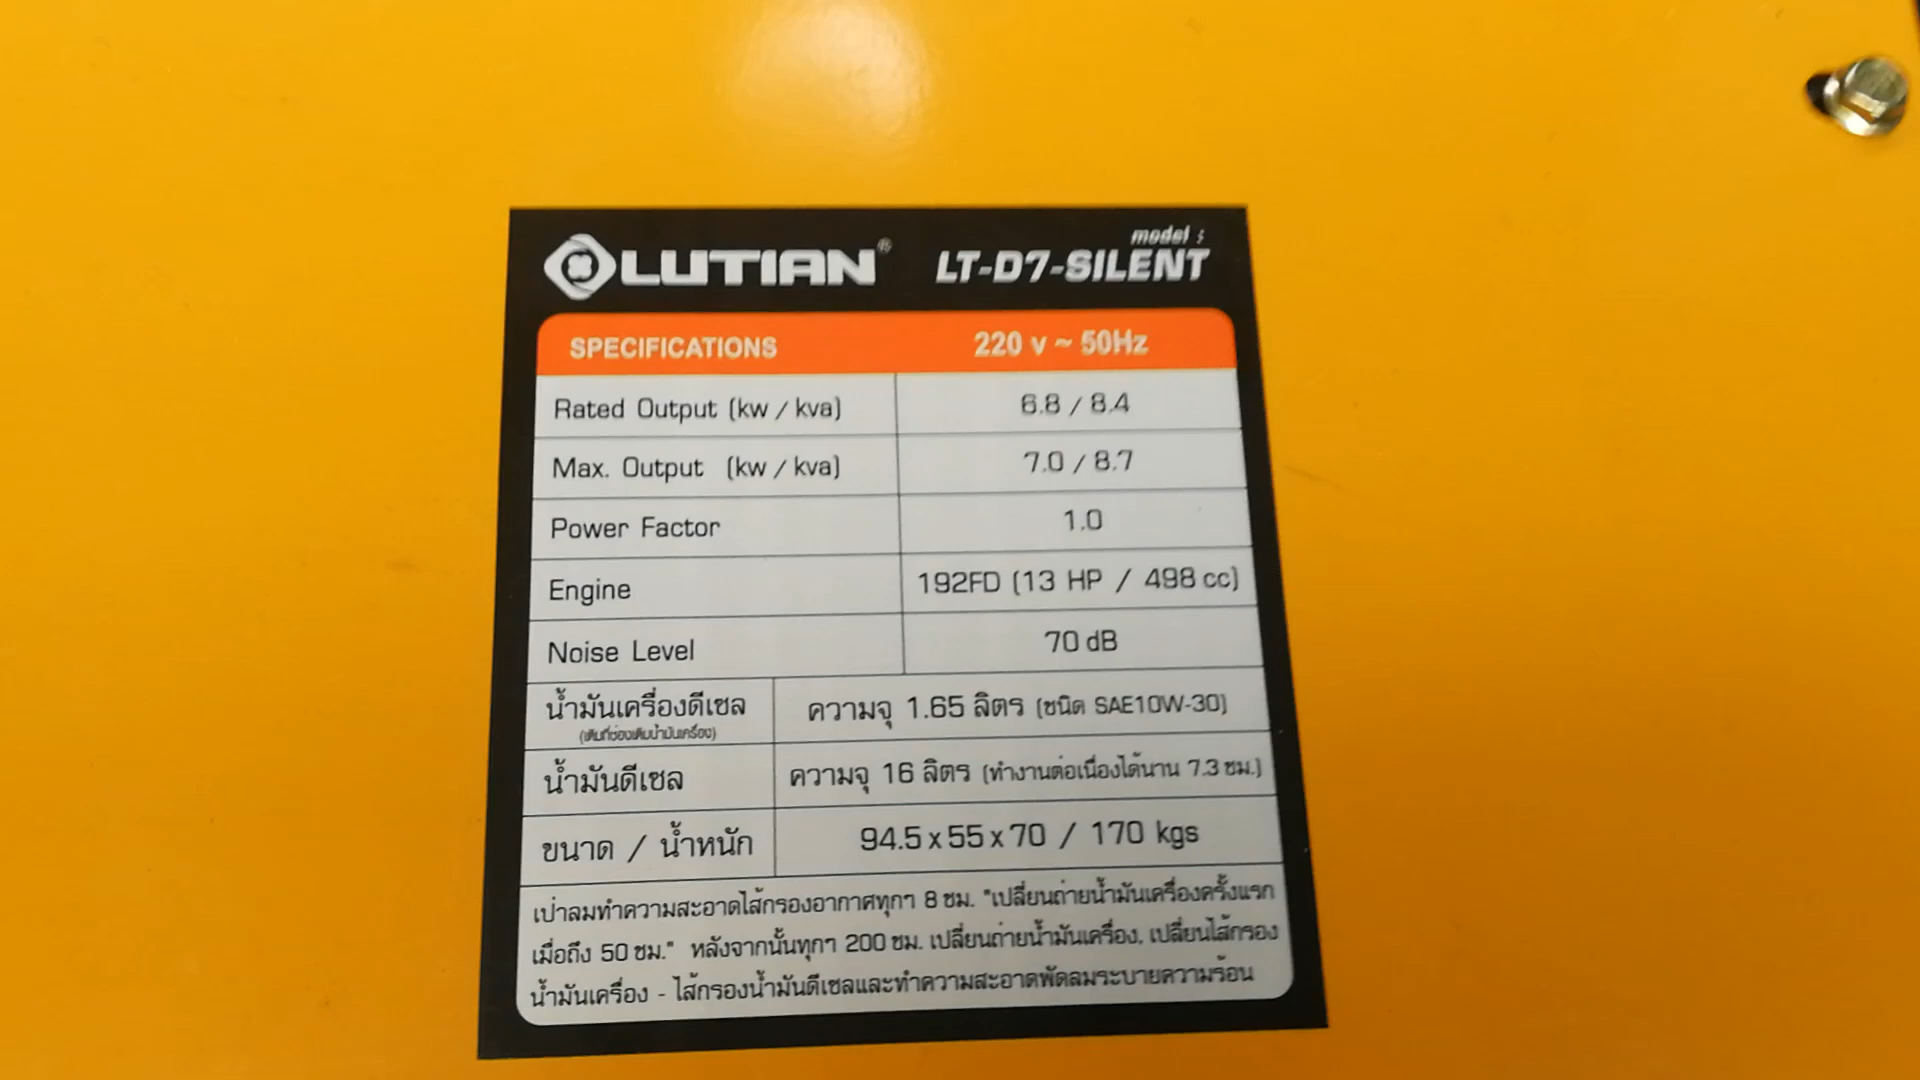 LUTIAN®
model :
LT-D7-SILENT
SPECIFICATIONS 220 v ~ 50Hz
Rated Output (kw / kva) 6.8 / 8.4
Max. Output (kw / kva) 7.0 / 8.7
Power Factor 1.0
Engine 192FD (13 HP / 498 cc)
Noise Level 70 dB
น้ำมันเครื่องดีเซล ความจุ 1.65 ลิตร (ชนิด SAE10W-30)
(เติมที่ช่องเติมน้ำมันเครื่อง)
น้ำมันดีเซล ความจุ 16 ลิตร (ทำงานต่อเนื่องได้นาน 7.3 ชม.)
ขนาด / น้ำหนัก 94.5 x 55 x 70 / 170 kgs
เป่าลมทำความสะอาดไส้กรองอากาศทุกๆ 8 ชม. "เปลี่ยนถ่ายน้ำมันเครื่องครั้งแรก
เมื่อถึง 50 ชม." หลังจากนั้นทุกๆ 200 ชม. เปลี่ยนถ่ายน้ำมันเครื่อง, เปลี่ยนไส้กรอง
น้ำมันเครื่อง - ไส้กรองน้ำมันดีเซลและทำความสะอาดพัดลมระบายความร้อน